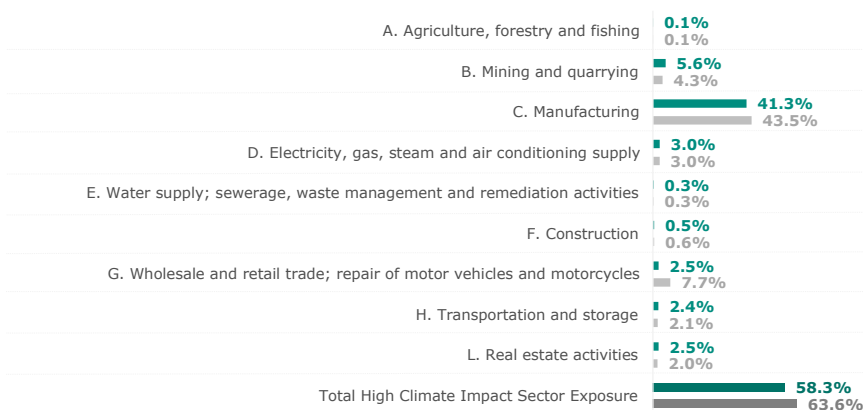 A. Agriculture, forestry and fishing
0.1%
0.1%
B. Mining and quarrying
5.6%
4.3%
C. Manufacturing
41.3%
43.5%
D. Electricity, gas, steam and air conditioning supply
3.0%
3.0%
E. Water supply; sewerage, waste management and remediation activities
0.3%
0.3%
F. Construction
0.5%
0.6%
G. Wholesale and retail trade; repair of motor vehicles and motorcycles
2.5%
7.7%
H. Transportation and storage
2.4%
2.1%
L. Real estate activities
2.5%
2.0%
Total High Climate Impact Sector Exposure
58.3%
63.6%